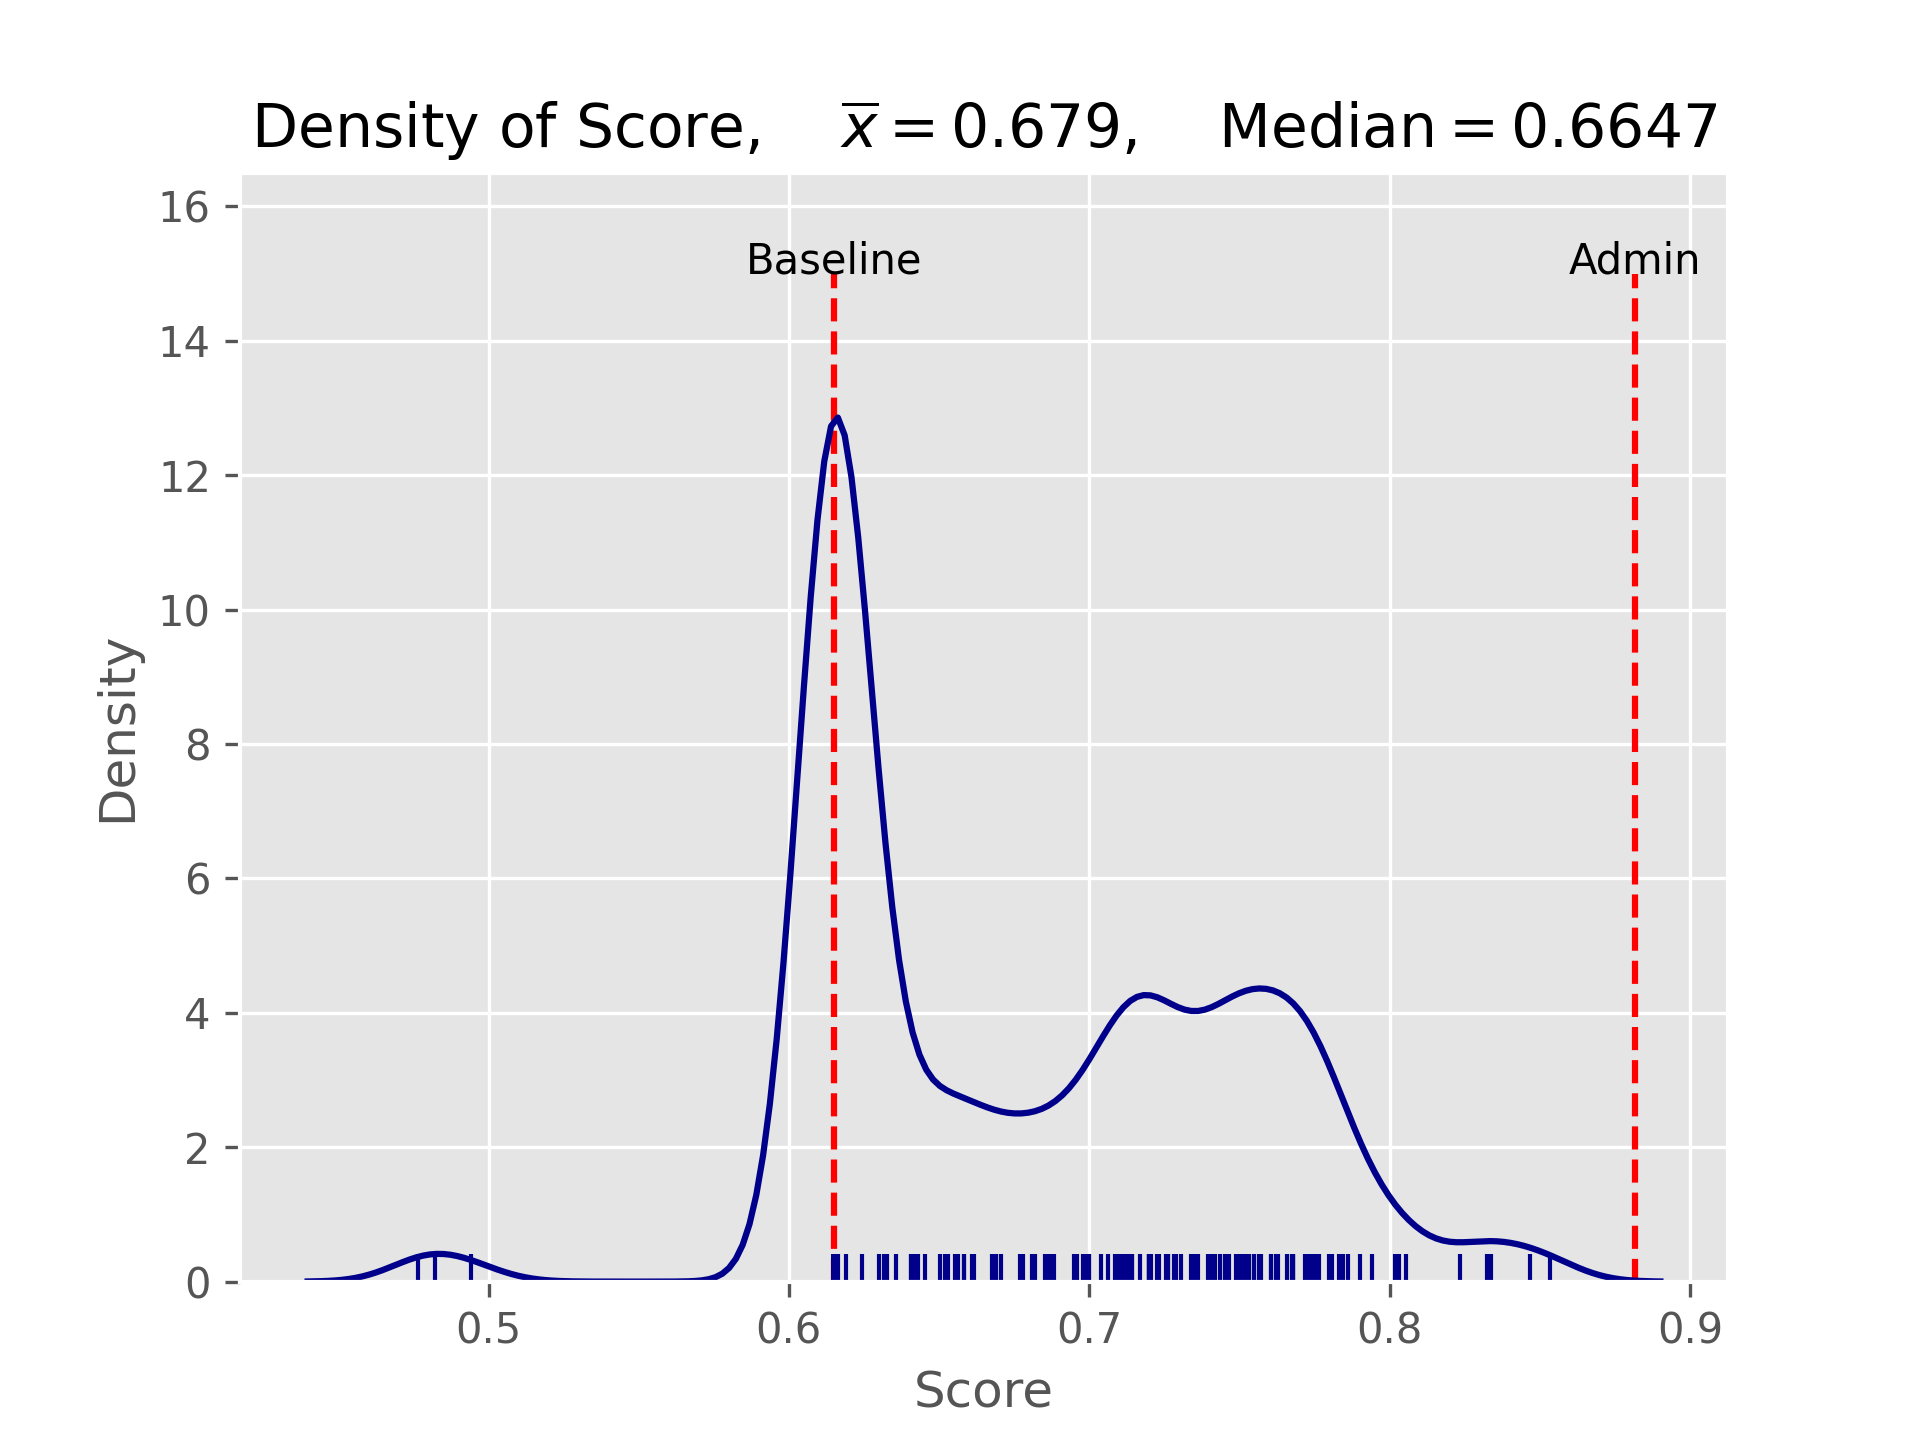 Density of Score, x̅ = 0.679, Median = 0.6647
16
Baseline Admin
14
12
10
8
6
4
2
0
Density
0.5 0.6 0.7 0.8 0.9
Score